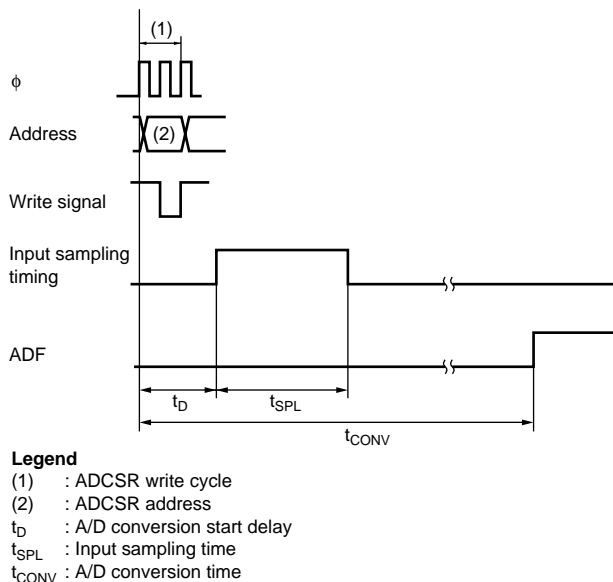 (1)
ϕ
Address
(2)
Write signal
Input sampling
timing
ADF
tD
tSPL
tCONV
Legend
(1) : ADCSR write cycle
(2) : ADCSR address
tD : A/D conversion start delay
tSPL : Input sampling time
tCONV : A/D conversion time